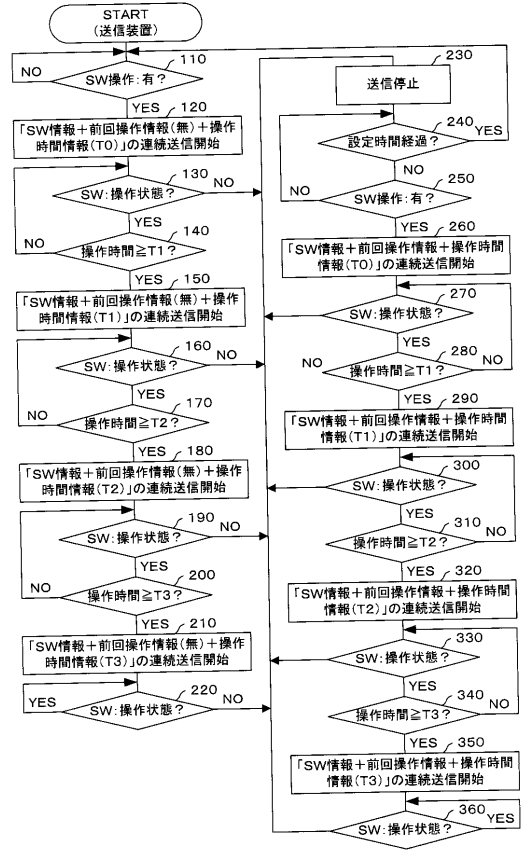 START
(送信装置)
110
SW操作:有?
NO
YES
120
「SW情報+前回操作情報(無)+操作
時間情報(T0)」の連続送信開始
130
SW:操作状態?
NO
YES
140
操作時間≧T1?
NO
YES
150
「SW情報+前回操作情報(無)+操作
時間情報(T1)」の連続送信開始
160
SW:操作状態?
NO
YES
170
操作時間≧T2?
NO
YES
180
「SW情報+前回操作情報(無)+操作
時間情報(T2)」の連続送信開始
190
SW:操作状態?
NO
YES
200
操作時間≧T3?
NO
YES
210
「SW情報+前回操作情報(無)+操作
時間情報(T3)」の連続送信開始
220
YES
SW:操作状態?
NO
230
送信停止
240
設定時間経過?
YES
NO
250
SW操作:有?
NO
YES
260
「SW情報+前回操作情報+操作時間
情報(T0)」の連続送信開始
270
SW:操作状態?
YES
280
NO
操作時間≧T1?
NO
YES
290
「SW情報+前回操作情報+操作時間
情報(T1)」の連続送信開始
300
SW:操作状態?
YES
310
操作時間≧T2?
NO
YES
320
「SW情報+前回操作情報+操作時間
情報(T2)」の連続送信開始
330
SW:操作状態?
YES
340
操作時間≧T3?
NO
YES
350
「SW情報+前回操作情報+操作時間
情報(T3)」の連続送信開始
360
SW:操作状態?
YES